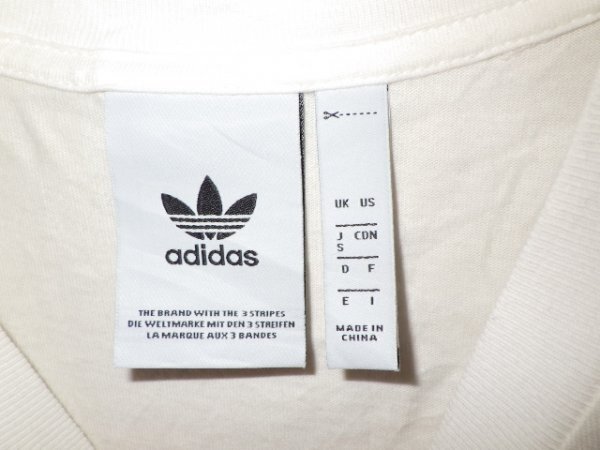 adidas
THE BRAND WITH THE 3 STRIPES
DIE WELTMARKE MIT DEN 3 STREIFEN
LA MARQUE AUX 3 BANDES
UK US
J CDN
S
D F
E I
MADE IN
CHINA